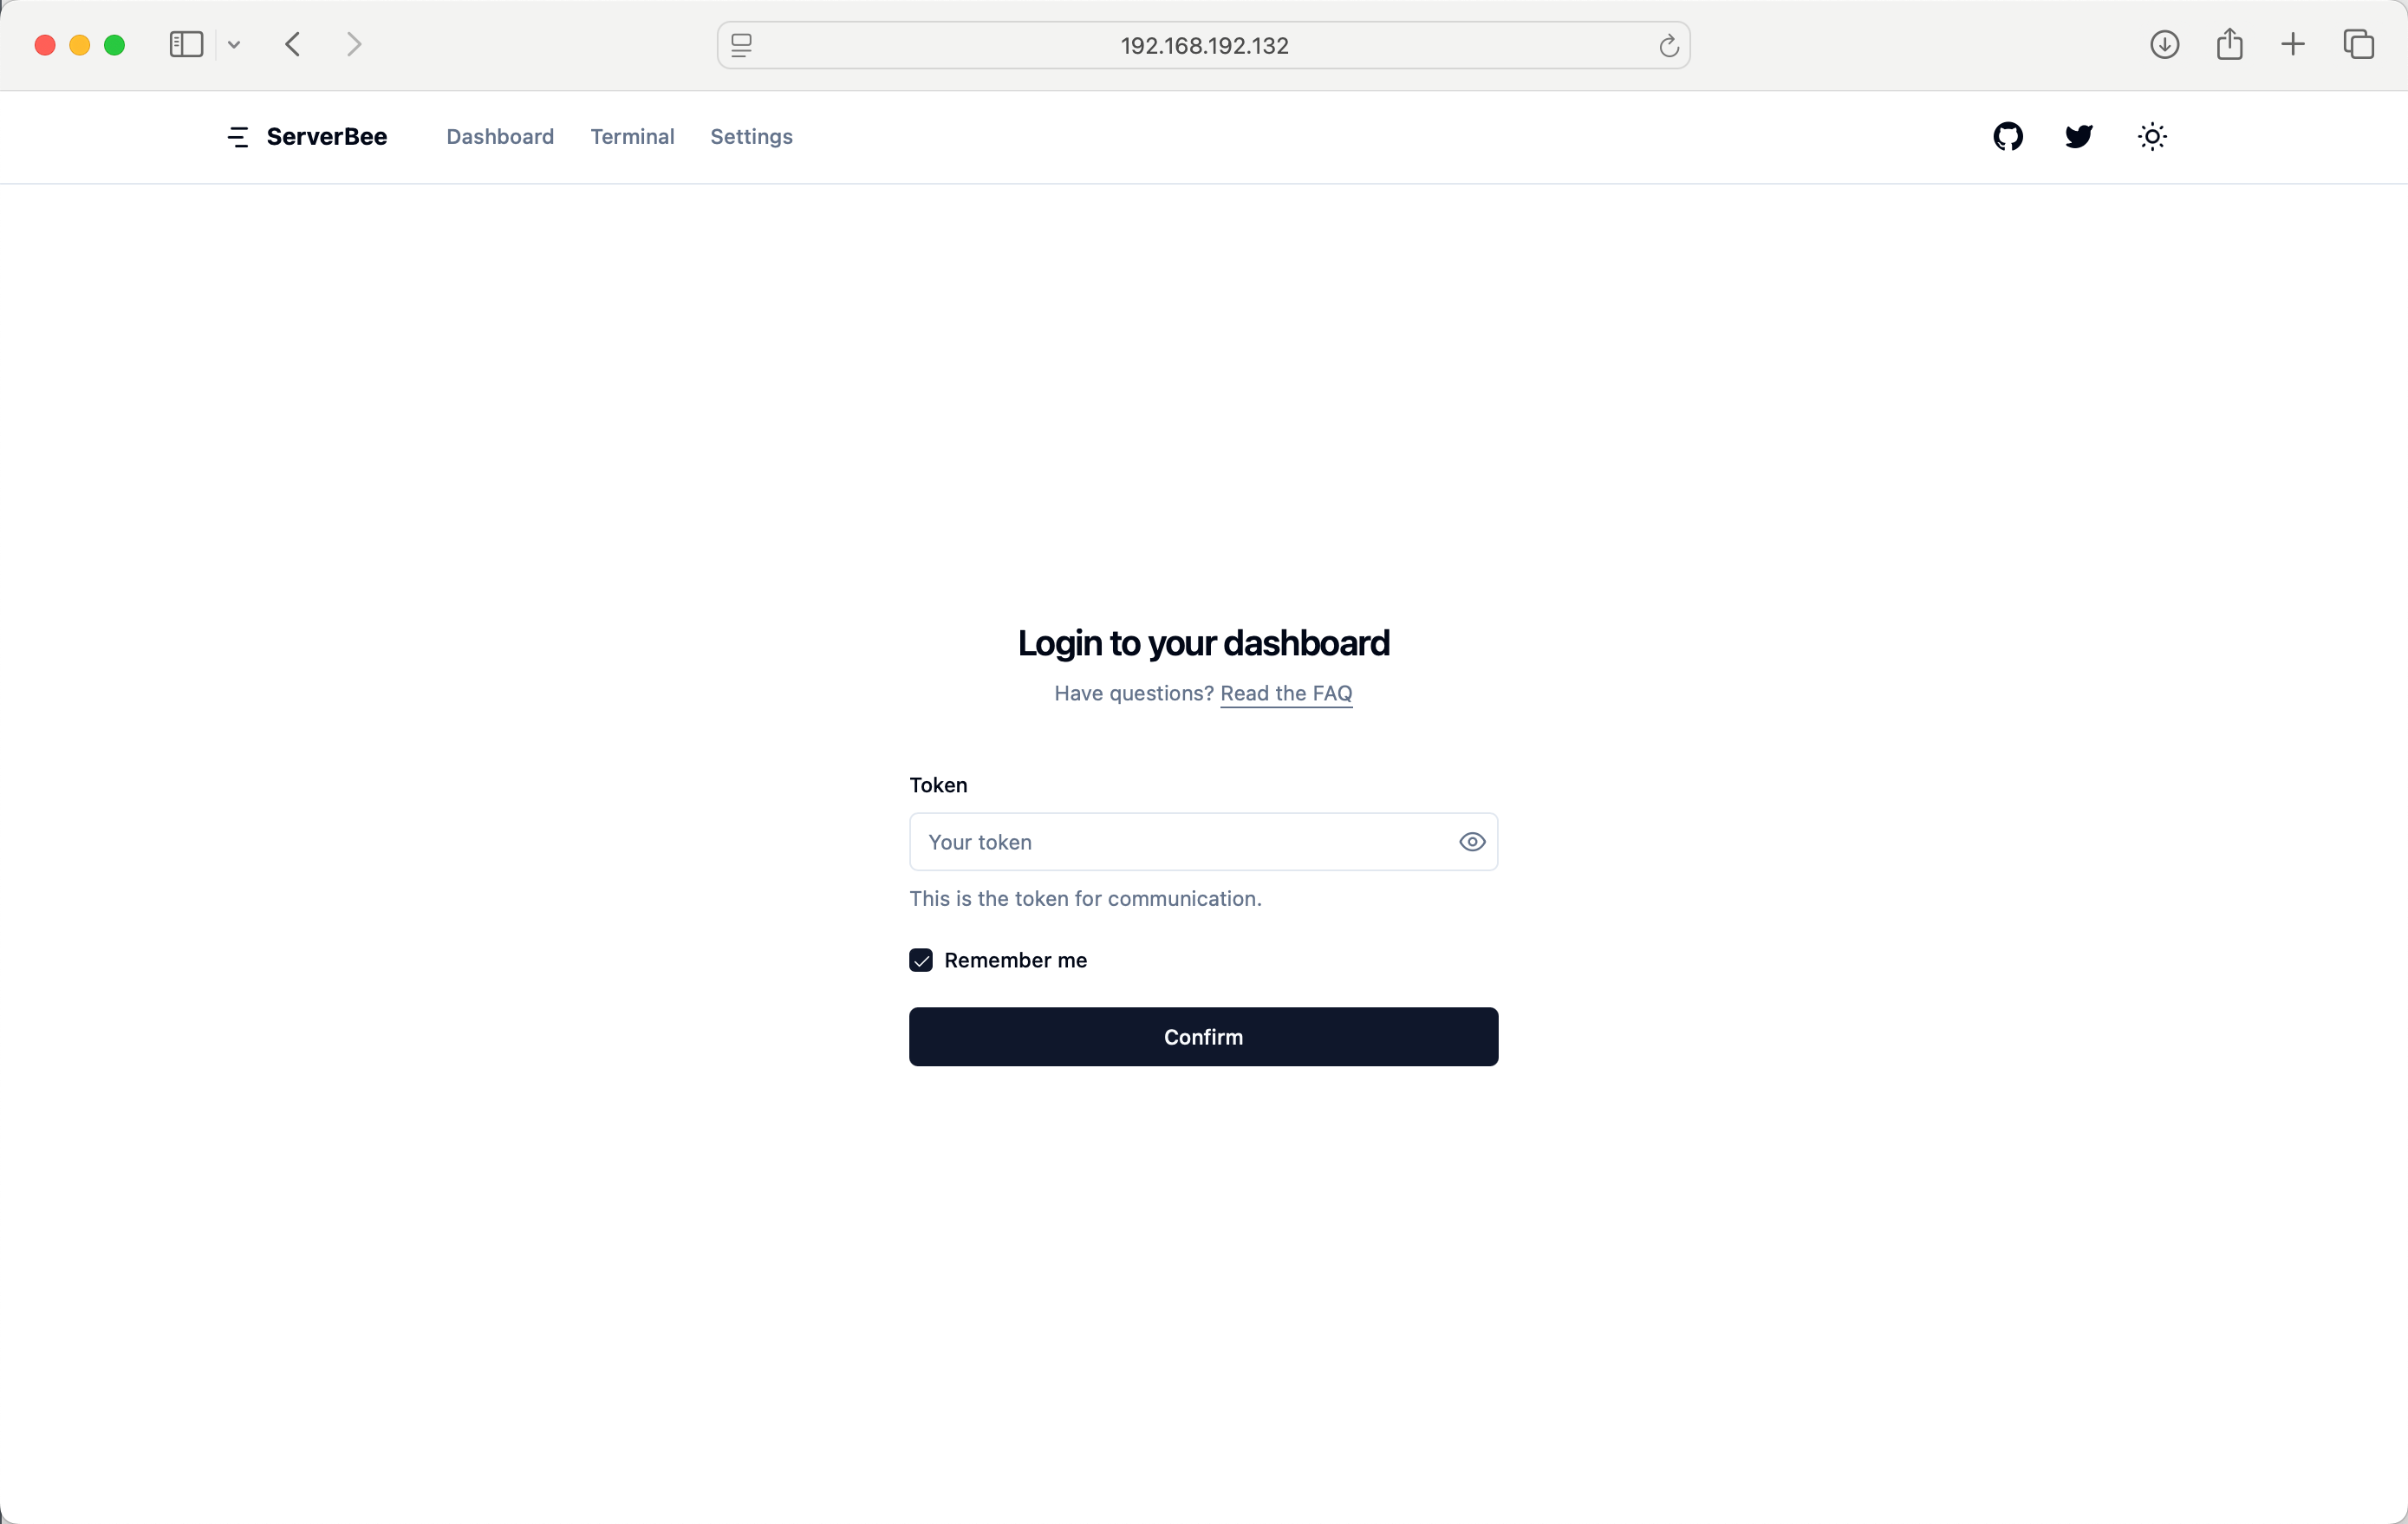 192.168.192.132
ServerBee Dashboard Terminal Settings
Login to your dashboard
Have questions? Read the FAQ
Token
Your token
This is the token for communication.
Remember me
Confirm